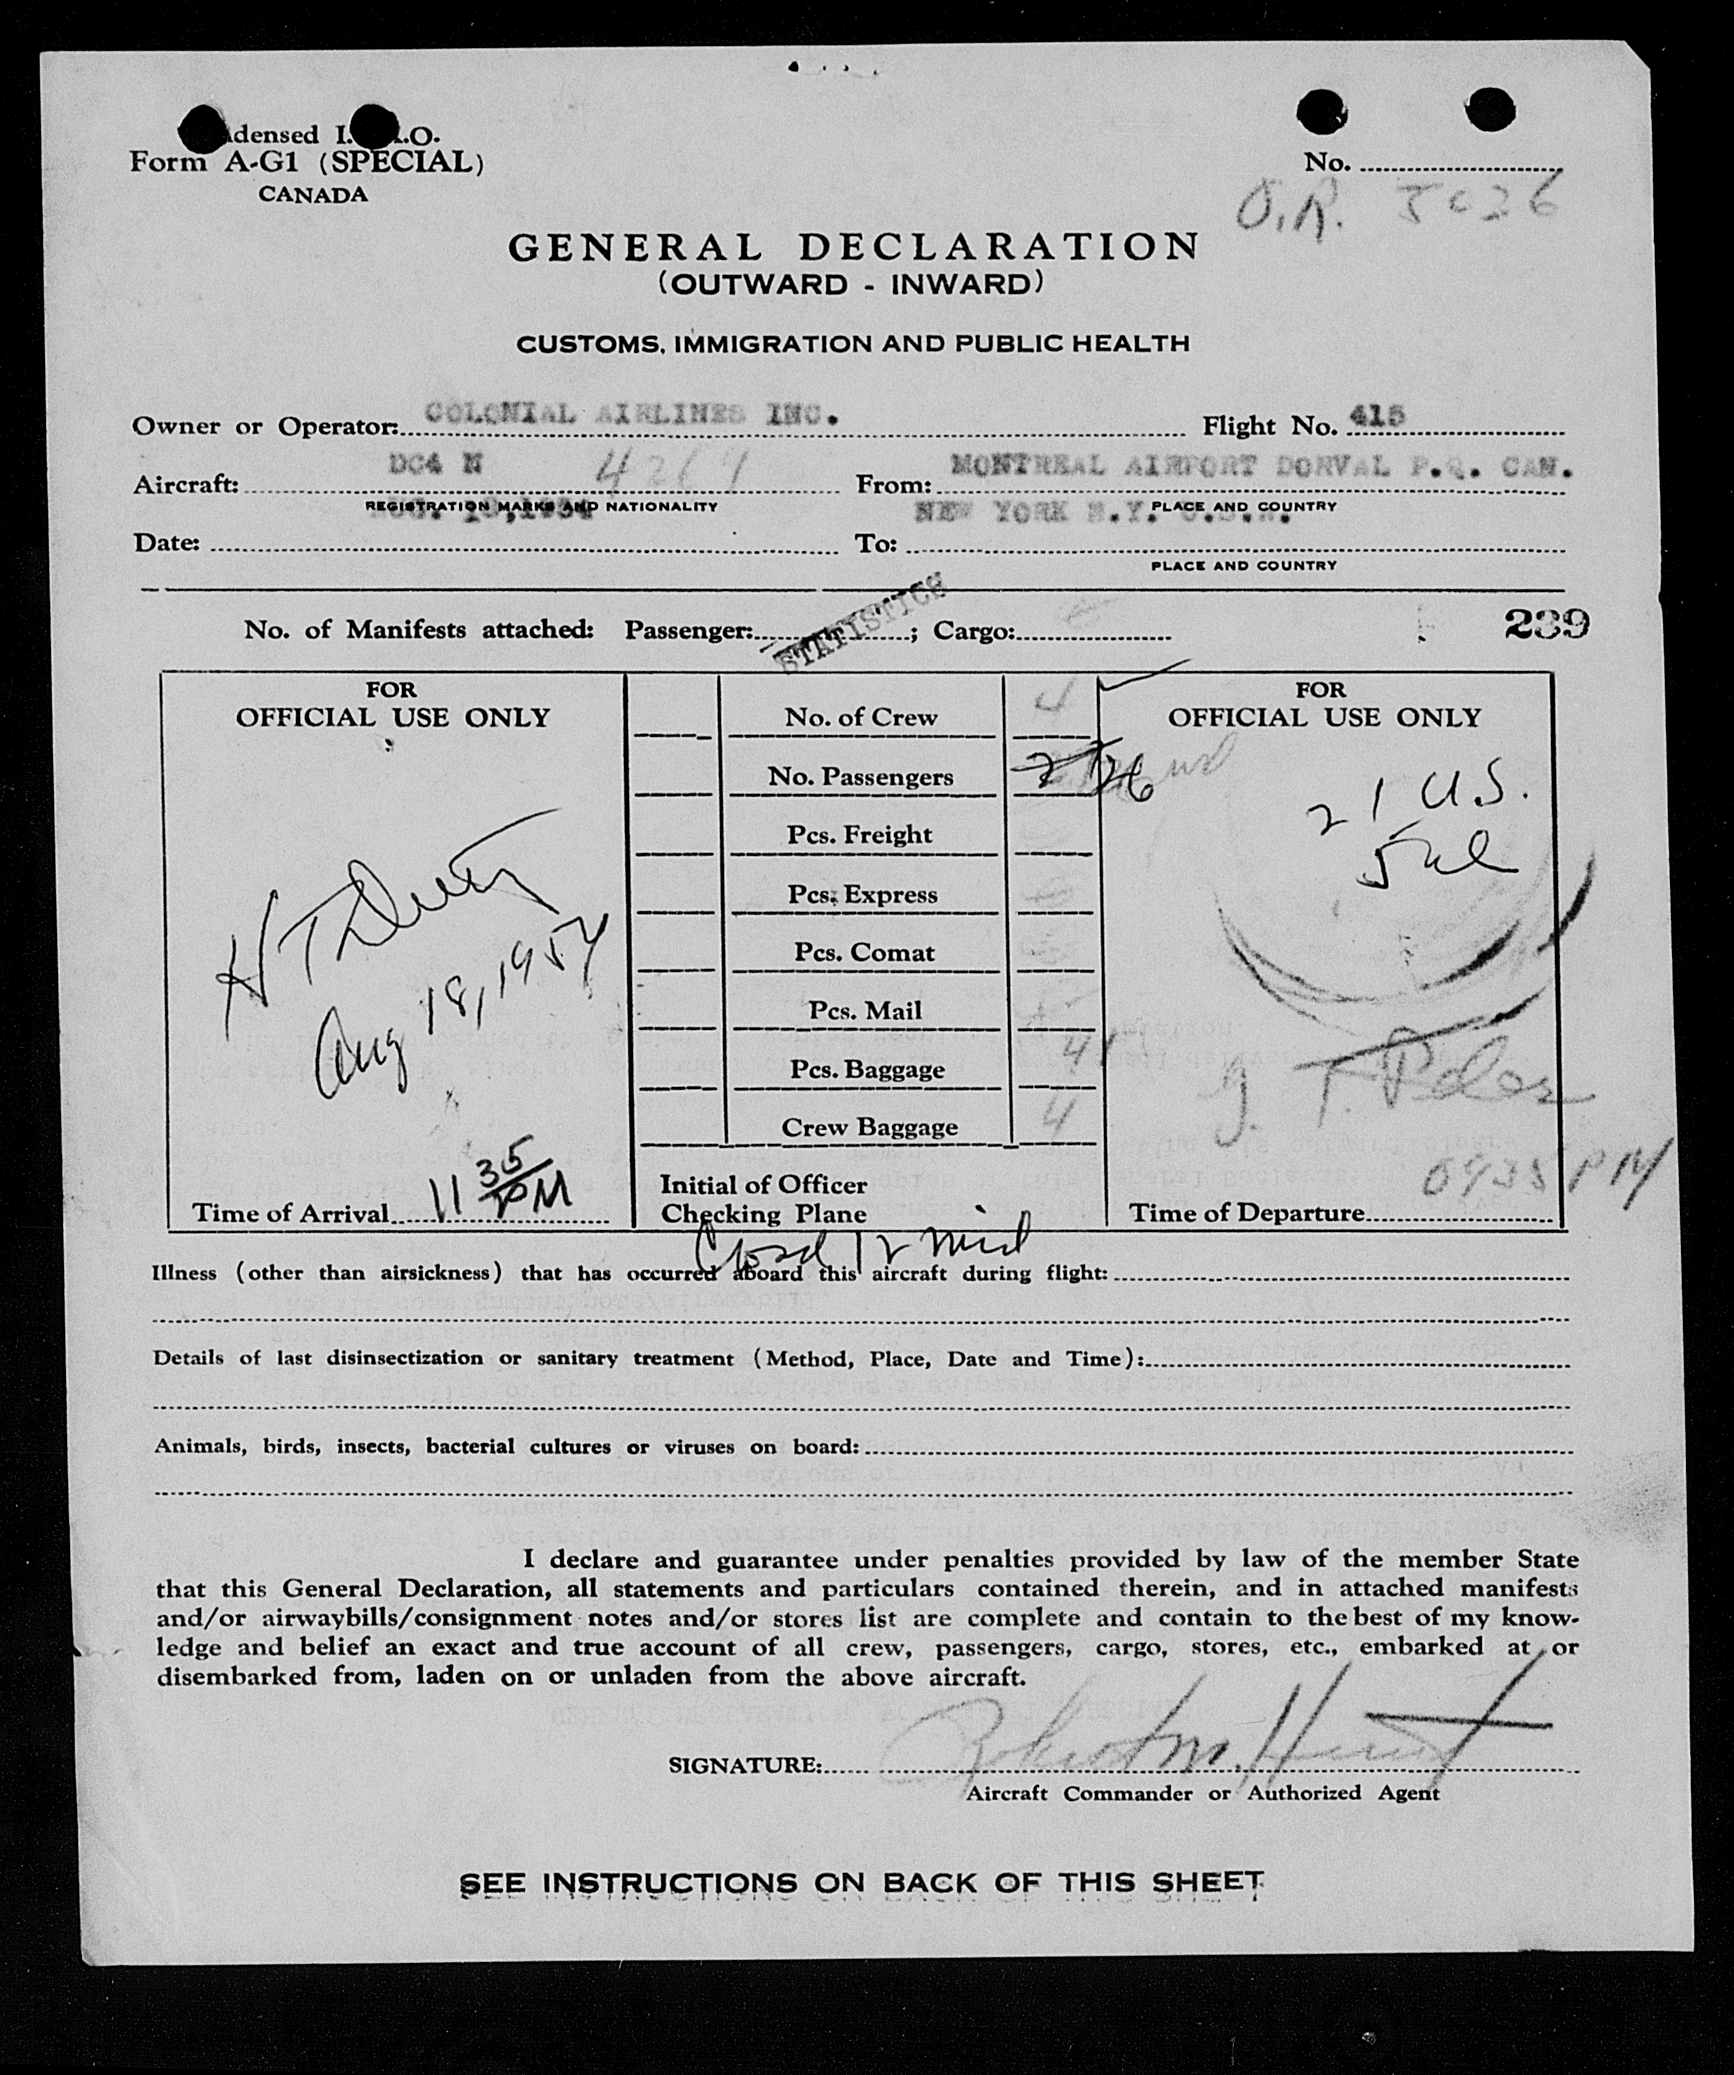 Condensed I.C.A.O.
Form A-G1 (SPECIAL)
CANADA
No.
O.R. 5026
GENERAL DECLARATION
(OUTWARD - INWARD)
CUSTOMS, IMMIGRATION AND PUBLIC HEALTH
Owner or Operator: COLONIAL AIRLINES INC. Flight No. 415
Aircraft: DC4 N From: MONTREAL AIRPORT DORVAL P.Q. CAN.
REGISTRATION MARKS AND NATIONALITY PLACE AND COUNTRY
Date: AUG. 18,1954 To: NEW YORK N.Y. U.S.A.
PLACE AND COUNTRY
No. of Manifests attached: Passenger: ; Cargo:
STATISTICS
239
FOR
OFFICIAL USE ONLY
Aug 18, 1954
Time of Arrival 11 35 PM
No. of Crew 4
No. Passengers 26
Pcs. Freight
Pcs. Express
Pcs. Comat
Pcs. Mail
Pcs. Baggage 41
Crew Baggage 4
Initial of Officer
Checking Plane
FOR
OFFICIAL USE ONLY
21 U.S.
0935 PM
Time of Departure
Closed 12 mid
Illness (other than airsickness) that has occurred aboard this aircraft during flight:
Details of last disinsectization or sanitary treatment (Method, Place, Date and Time):
Animals, birds, insects, bacterial cultures or viruses on board:
I declare and guarantee under penalties provided by law of the member State
that this General Declaration, all statements and particulars contained therein, and in attached manifests
and/or airwaybills/consignment notes and/or stores list are complete and contain to the best of my know-
ledge and belief an exact and true account of all crew, passengers, cargo, stores, etc., embarked at or
disembarked from, laden on or unladen from the above aircraft.
SIGNATURE: Robert M. Hunt
Aircraft Commander or Authorized Agent
SEE INSTRUCTIONS ON BACK OF THIS SHEET